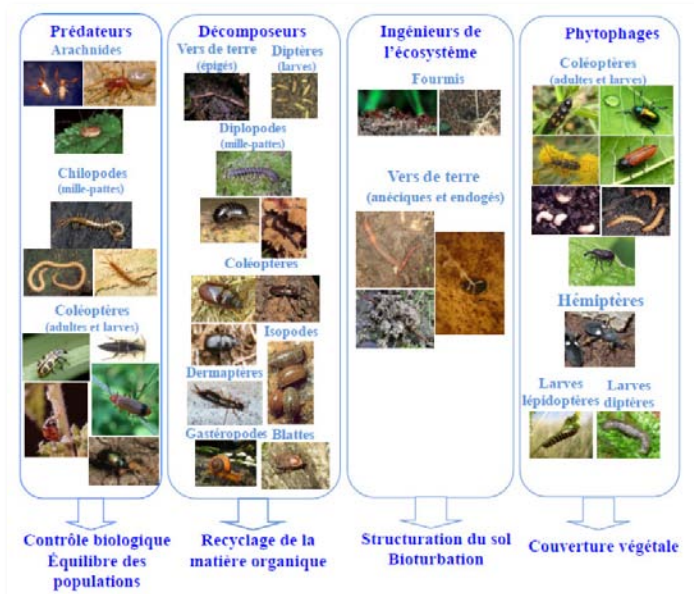 Prédateurs
Arachnides
Chilopodes
(mille-pattes)
Coléoptères
(adultes et larves)
Contrôle biologique
Équilibre des
populations
Décomposeurs
Vers de terre
(épigés)
Diptères
(larves)
Diplopodes
(mille-pattes)
Coléoptères
Isopodes
Dermaptères
Gastéropodes
Blattes
Recyclage de la
matière organique
Ingénieurs de
l'écosystème
Fourmis
Vers de terre
(anéciques et endogés)
Structuration du sol
Bioturbation
Phytophages
Coléoptères
(adultes et larves)
Hémiptères
Larves
lépidoptères
Larves
diptères
Couverture végétale